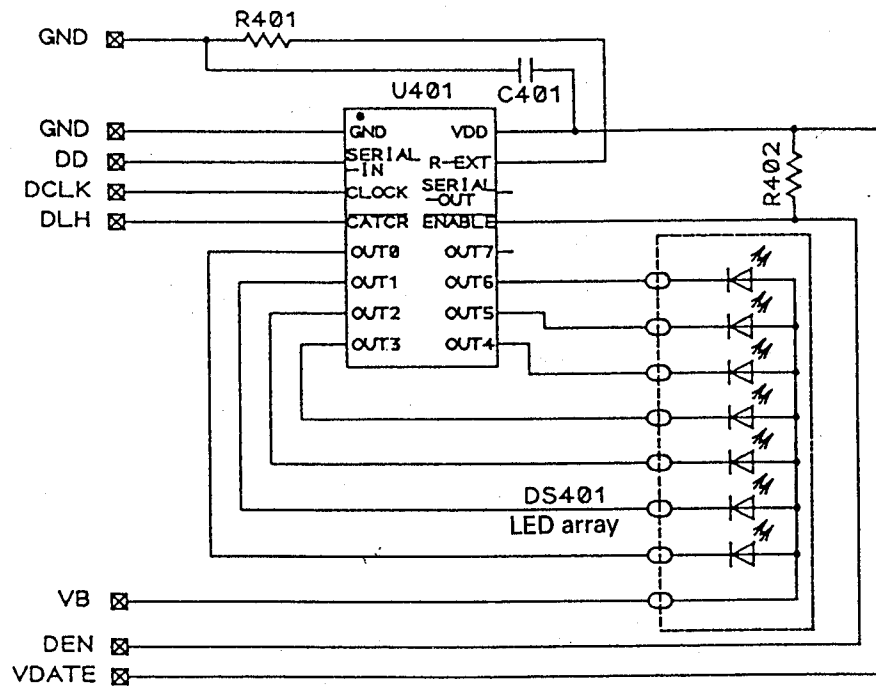 R401
GND
C401
U401
GND
DD
DCLK
DLH
GND
VDD
SERIAL
-IN
R-EXT
CLOCK
SERIAL
-OUT
CATCR
ENABLE
OUT0
OUT7
OUT1
OUT6
OUT2
OUT5
OUT3
OUT4
R402
DS401
LED array
VB
DEN
VDATE